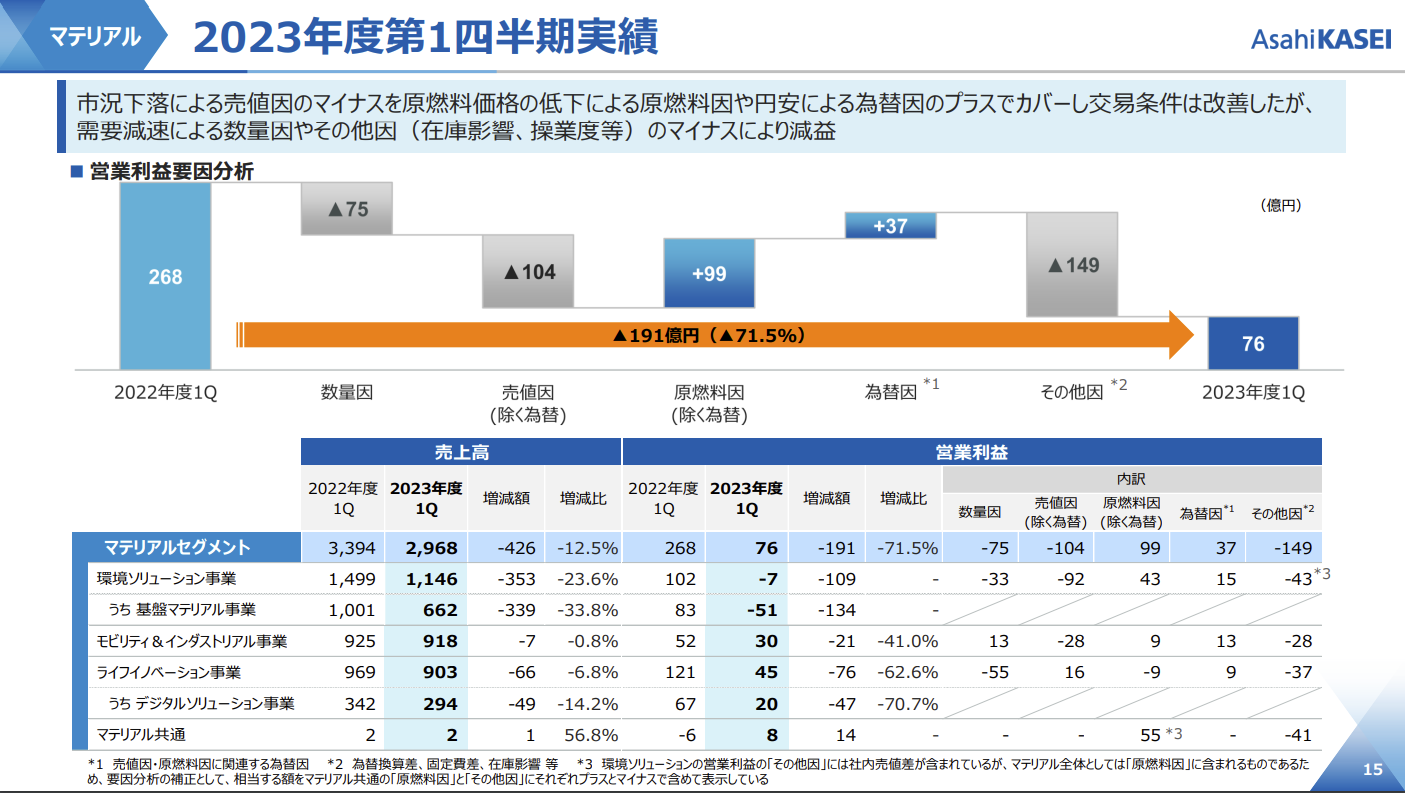 マテリアル
2023年度第1四半期実績
AsahiKASEI
市況下落による売値因のマイナスを原燃料価格の低下による原燃料因や円安による為替因のプラスでカバーし交易条件は改善したが、
需要減速による数量因やその他因（在庫影響、操業度等）のマイナスにより減益
■ 営業利益要因分析
（億円）
268
▲75
▲104
+99
+37
▲149
76
▲191億円（▲71.5%）
2022年度1Q 数量因 売値因 原燃料因 為替因 *1 その他因 *2 2023年度1Q
(除く為替) (除く為替)
売上高 営業利益
2022年度 2023年度 増減額 増減比 2022年度 2023年度 増減額 増減比 内訳
1Q 1Q 1Q 1Q 数量因 売値因 原燃料因 為替因*1 その他因*2
(除く為替) (除く為替)
マテリアルセグメント 3,394 2,968 -426 -12.5% 268 76 -191 -71.5% -75 -104 99 37 -149
環境ソリューション事業 1,499 1,146 -353 -23.6% 102 -7 -109 - -33 -92 43 15 -43 *3
うち 基盤マテリアル事業 1,001 662 -339 -33.8% 83 -51 -134 -
モビリティ＆インダストリアル事業 925 918 -7 -0.8% 52 30 -21 -41.0% 13 -28 9 13 -28
ライフイノベーション事業 969 903 -66 -6.8% 121 45 -76 -62.6% -55 16 -9 9 -37
うち デジタルソリューション事業 342 294 -49 -14.2% 67 20 -47 -70.7%
マテリアル共通 2 2 1 56.8% -6 8 14 - - - 55 *3 - -41
*1 売値因・原燃料因に関連する為替因 *2 為替換算差、固定費差、在庫影響 等 *3 環境ソリューションの営業利益の「その他因」には社内売値差が含まれているが、マテリアル全体としては「原燃料因」に含まれるものであるた
め、要因分析の補正として、相当する額をマテリアル共通の「原燃料因」と「その他因」にそれぞれプラスとマイナスで含めて表示している
15